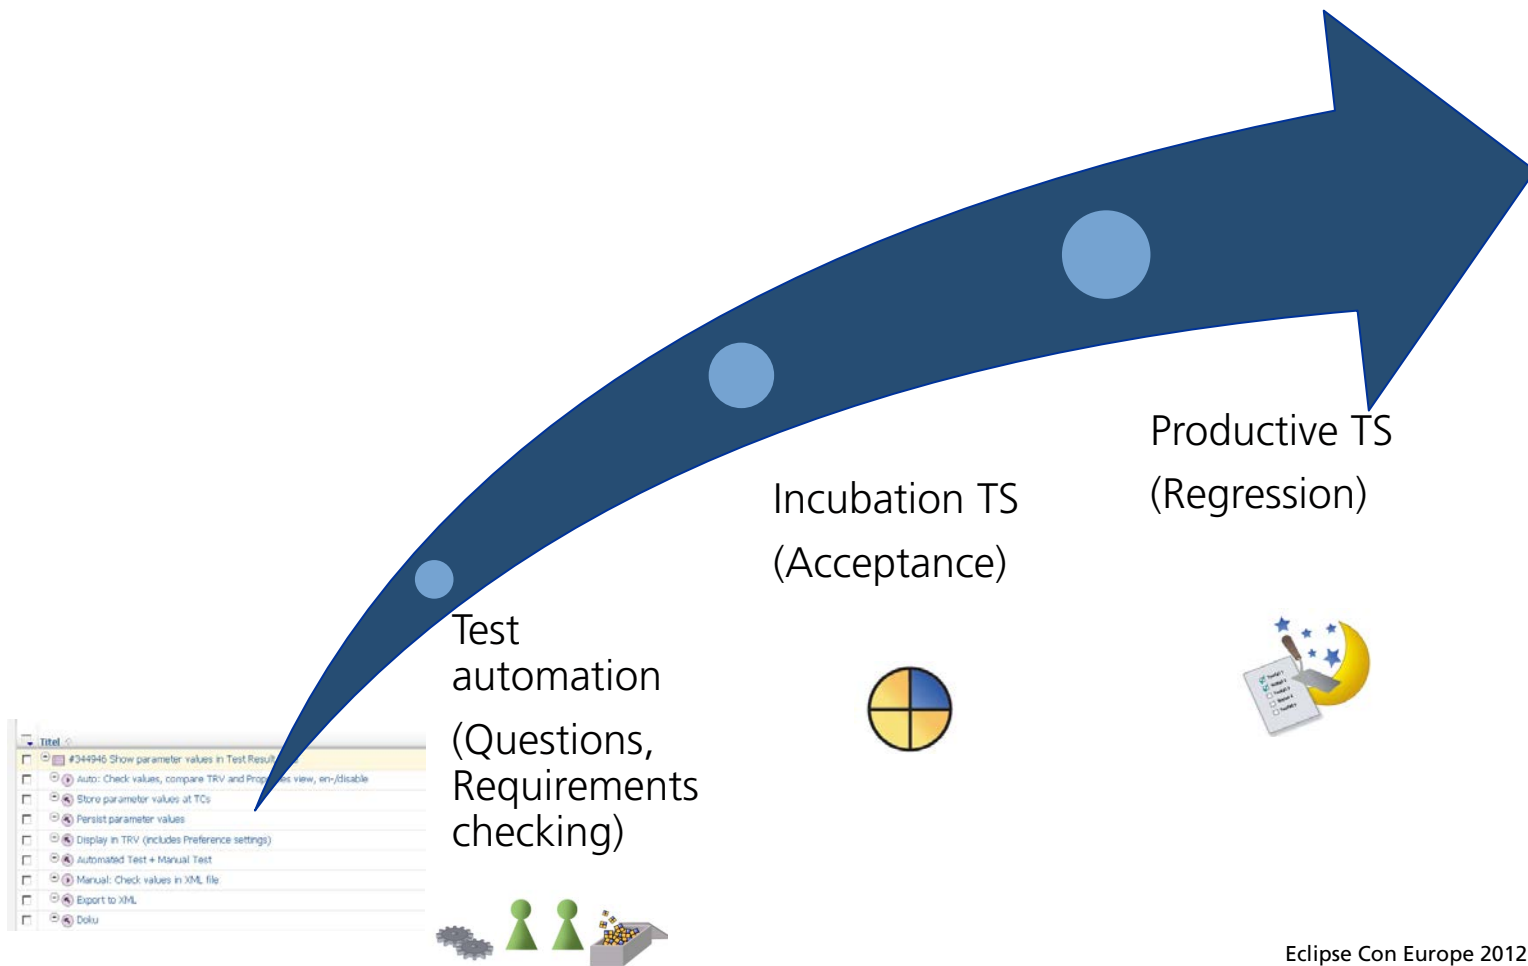 Productive TS
(Regression)
Incubation TS
(Acceptance)
Test
automation
(Questions,
Requirements
checking)
Titel
#344946 Show parameter values in Test Result
Auto: Check values, compare TRV and Properties view, en-/disable
Store parameter values at TCs
Persist parameter values
Display in TRV (includes Preference settings)
Automated Test + Manual Test
Manual: Check values in XML file
Export to XML
Doku
Eclipse Con Europe 2012